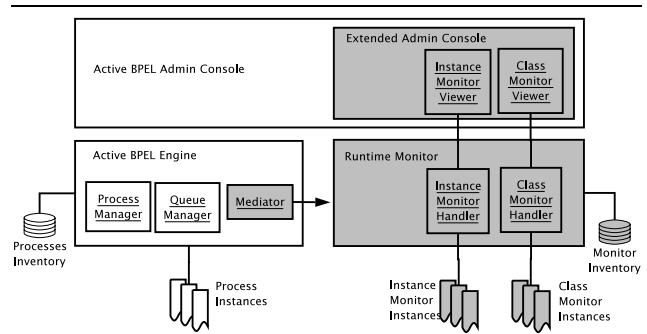 Extended Admin Console
Active BPEL Admin Console
Instance
Monitor
Viewer
Class
Monitor
Viewer
Active BPEL Engine
Process
Manager
Queue
Manager
Mediator
Runtime Monitor
Instance
Monitor
Handler
Class
Monitor
Handler
Processes
Inventory
Monitor
Inventory
Process
Instances
Instance
Monitor
Instances
Class
Monitor
Instances